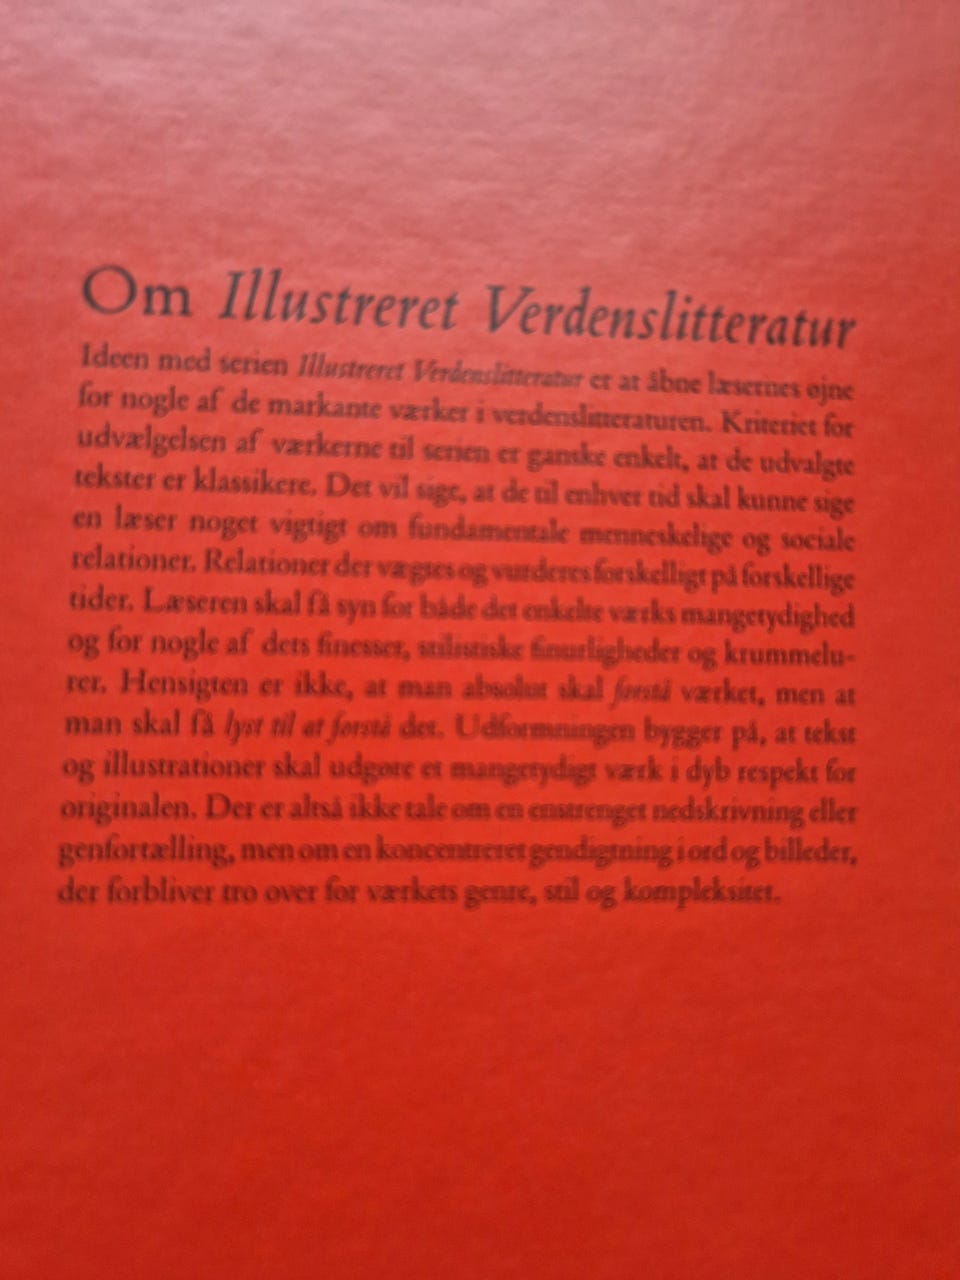 Om Illustreret Verdenslitteratur
Ideen med serien Illustreret Verdenslitteratur er at åbne læsernes øjne
for nogle af de markante værker i verdenslitteraturen. Kriteriet for
udvælgelsen af værkerne til serien er ganske enkelt, at de udvalgte
tekster er klassikere. Det vil sige, at de til enhver tid skal kunne sige
en læser noget vigtigt om fundamentale menneskelige og sociale
relationer. Relationer der vægtes og vurderes forskelligt på forskellige
tider. Læseren skal få syn for både det enkelte værks mangetydighed
og for nogle af dets finesser, stilistiske finurligheder og krummelu-
rer. Hensigten er ikke, at man absolut skal forstå værket, men at
man skal få lyst til at forstå det. Udformningen bygger på, at tekst
og illustrationer skal udgøre et mangetydigt værk i dyb respekt for
originalen. Der er altså ikke tale om en enstrenget nedskrivning eller
genfortælling, men om en koncentreret gendigtning i ord og billeder,
der forbliver tro over for værkets genre, stil og kompleksitet.